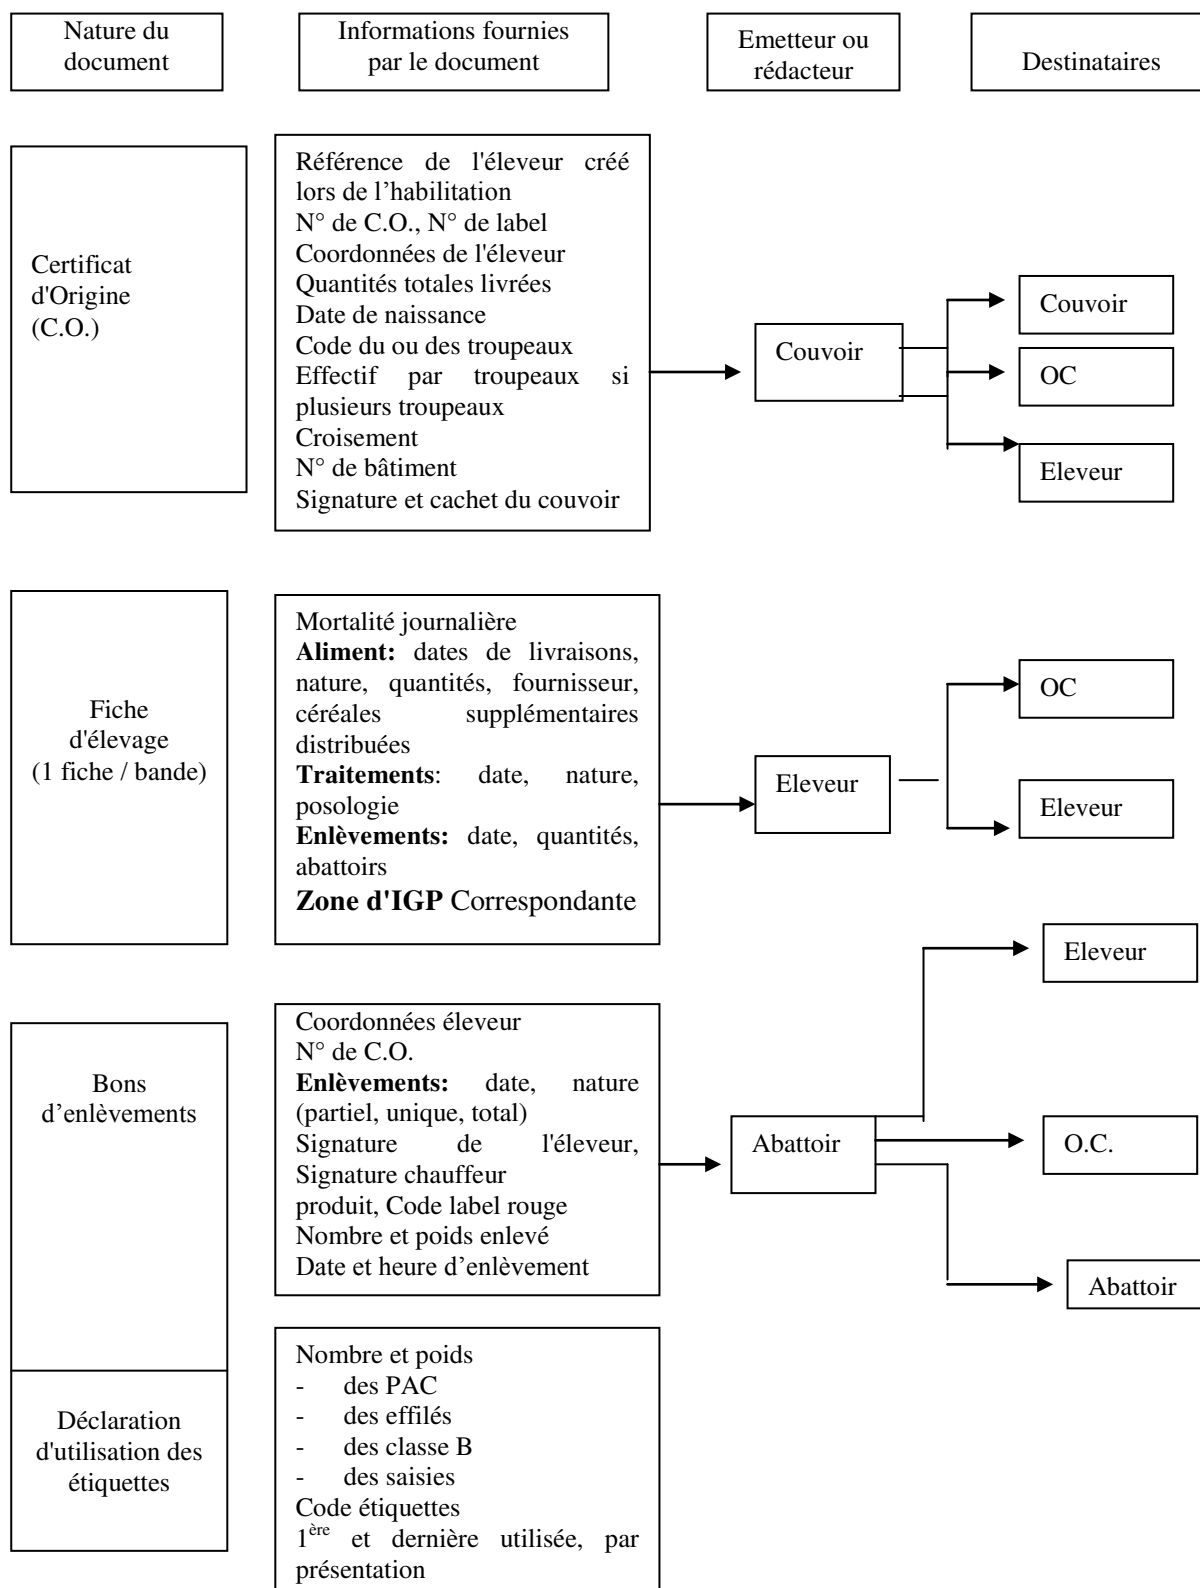 Nature du
document
Informations fournies
par le document
Emetteur ou
rédacteur
Destinataires
Certificat
d'Origine
(C.O.)
Référence de l'éleveur créé
lors de l’habilitation
N° de C.O., N° de label
Coordonnées de l'éleveur
Quantités totales livrées
Date de naissance
Code du ou des troupeaux
Effectif par troupeaux si
plusieurs troupeaux
Croisement
N° de bâtiment
Signature et cachet du couvoir
Couvoir
Couvoir
OC
Eleveur
Fiche
d'élevage
(1 fiche / bande)
Mortalité journalière
Aliment: dates de livraisons,
nature, quantités, fournisseur,
céréales supplémentaires
distribuées
Traitements: date, nature,
posologie
Enlèvements: date, quantités,
abattoirs
Zone d'IGP Correspondante
Eleveur
OC
Eleveur
Bons
d’enlèvements
Coordonnées éleveur
N° de C.O.
Enlèvements: date, nature
(partiel, unique, total)
Signature de l'éleveur,
Signature chauffeur
produit, Code label rouge
Nombre et poids enlevé
Date et heure d’enlèvement
Abattoir
Eleveur
O.C.
Abattoir
Déclaration
d'utilisation des
étiquettes
Nombre et poids
- des PAC
- des effilés
- des classe B
- des saisies
Code étiquettes
1ère et dernière utilisée, par
présentation